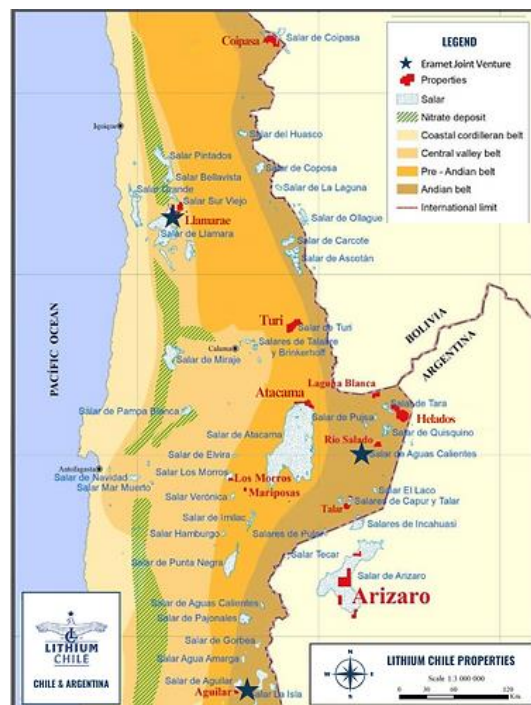 Coipasa
Salar de Coipasa
LEGEND
Eramet Joint Venture
Properties
Salar
Nitrate deposit
Coastal cordilleran belt
Central valley belt
Pre - Andian belt
Andian belt
International limit
Iquique
Salar del Huasco
Salar Pintados
Salar de Coposa
Salar Bellavista
Salar de La Laguna
Salar Grande
Salar Sur Viejo
Llamarae
Salar de Ollague
Salar de Llamara
Salar de Carcote
Salar de Ascotán
PACÍFIC OCEAN
BOLIVIA
ARGENTINA
Turi
Salar de Turi
Calama
Salares de Talabre
y Brinkerhoff
Salar de Miraje
Laguna Blanca
Atacama
Salar de Tara
Salar de Pampa Blanca
Salar de Pujsa
Helados
Salar de Quisquino
Salar de Atacama
Río Salado
Salar de Elvira
Salar de Aguas Calientes
Antofagasta
Salar de Navidad
Salar Los Morros
Los Morros
Salar Mar Muerto
Mariposas
Salar El Laco
Salar Verónica
Salares de Capur y Talar
Talar
Salar de Imilac
Salares de Incahuasi
Salar Hamburgo
Salares de Pular
Salar Tecar
Salar de Punta Negra
Salar de Arizaro
Arizaro
Salar de Aguas Calientes
Salar de Pajonales
Salar de Gorbea
Salar Agua Amarga
Salar de Aguilar
Aguilar
Salar La Isla
LITHIUM
CHILE
CHILE & ARGENTINA
N
LITHIUM CHILE PROPERTIES
Scale 1:3 000 000
0
30
60
120